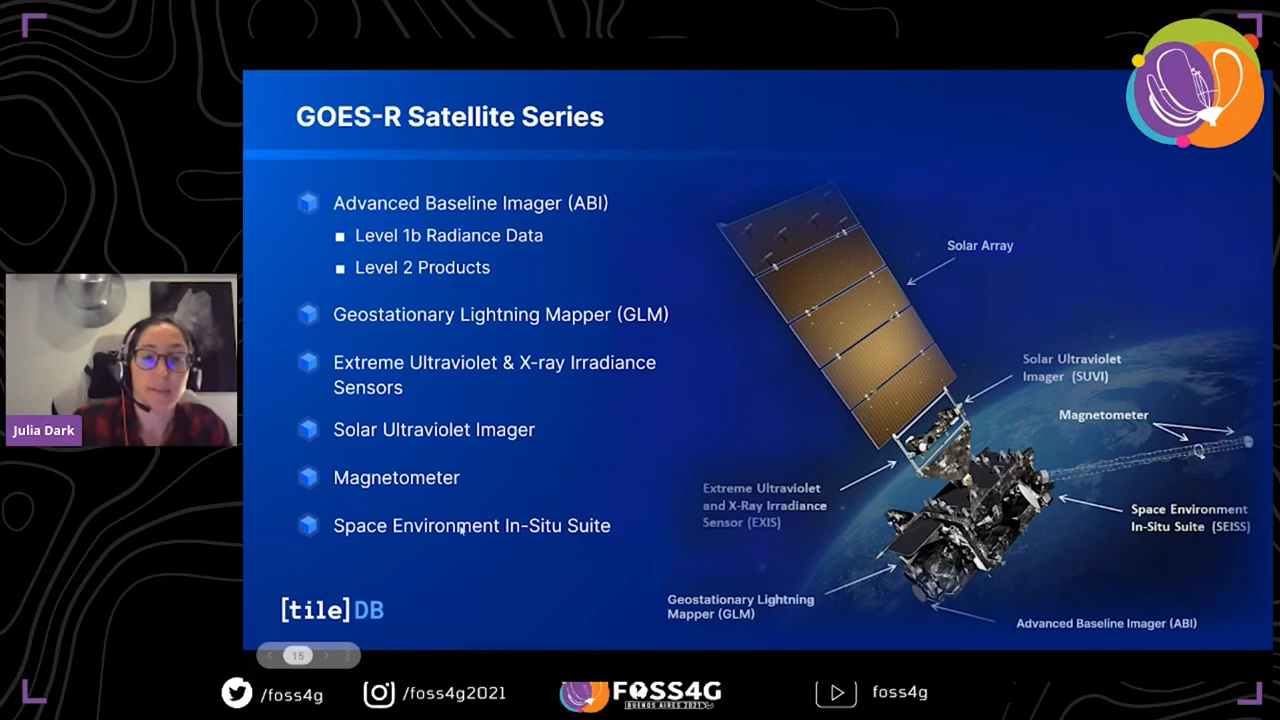 GOES-R Satellite Series
Advanced Baseline Imager (ABI)
Level 1b Radiance Data
Level 2 Products
Geostationary Lightning Mapper (GLM)
Extreme Ultraviolet & X-ray Irradiance
Sensors
Solar Ultraviolet Imager
Magnetometer
Space Environment In-Situ Suite
Solar Array
Solar Ultraviolet
Imager (SUVI)
Magnetometer
Extreme Ultraviolet
and X-Ray Irradiance
Sensor (EXIS)
Space Environment
In-Situ Suite (SEISS)
Geostationary Lightning
Mapper (GLM)
Advanced Baseline Imager (ABI)
[tile]DB
Julia Dark
15
/foss4g
/foss4g2021
FOSS4G
BUENOS AIRES 2021
foss4g